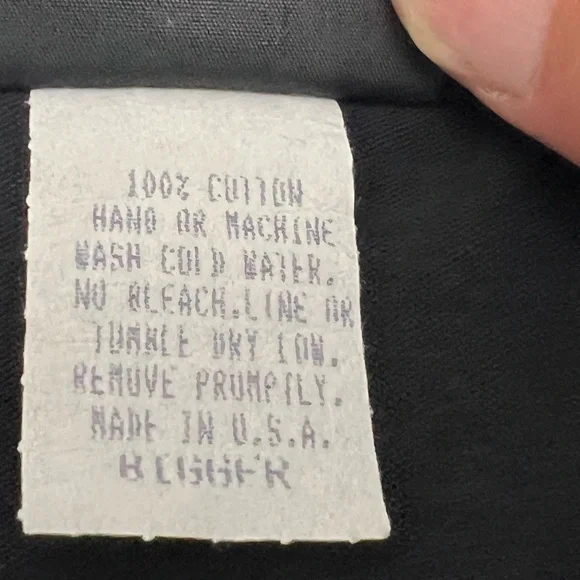 100% COTTON
HAND OR MACHINE
WASH COLD WATER.
NO BLEACH.LINE OR
TUMBLE DRY LOW.
REMOVE PROMPTLY.
MADE IN U.S.A.
BIGGER